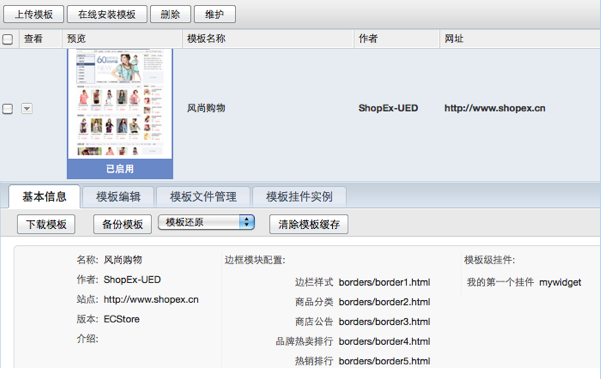 上传模板 在线安装模板 删除 维护
查看 预览 模板名称 作者 网址
60
风尚购物 ShopEx-UED http://www.shopex.cn
已启用
基本信息 模板编辑 模板文件管理 模板挂件实例
下载模板 备份模板 模板还原 清除模板缓存
名称: 风尚购物 边框模块配置: 模板级挂件:
作者: ShopEx-UED 边栏样式 borders/border1.html 我的第一个挂件 mywidget
站点: http://www.shopex.cn 商品分类 borders/border2.html
版本: ECStore 商店公告 borders/border3.html
介绍: 品牌热卖排行 borders/border4.html
热销排行 borders/border5.html